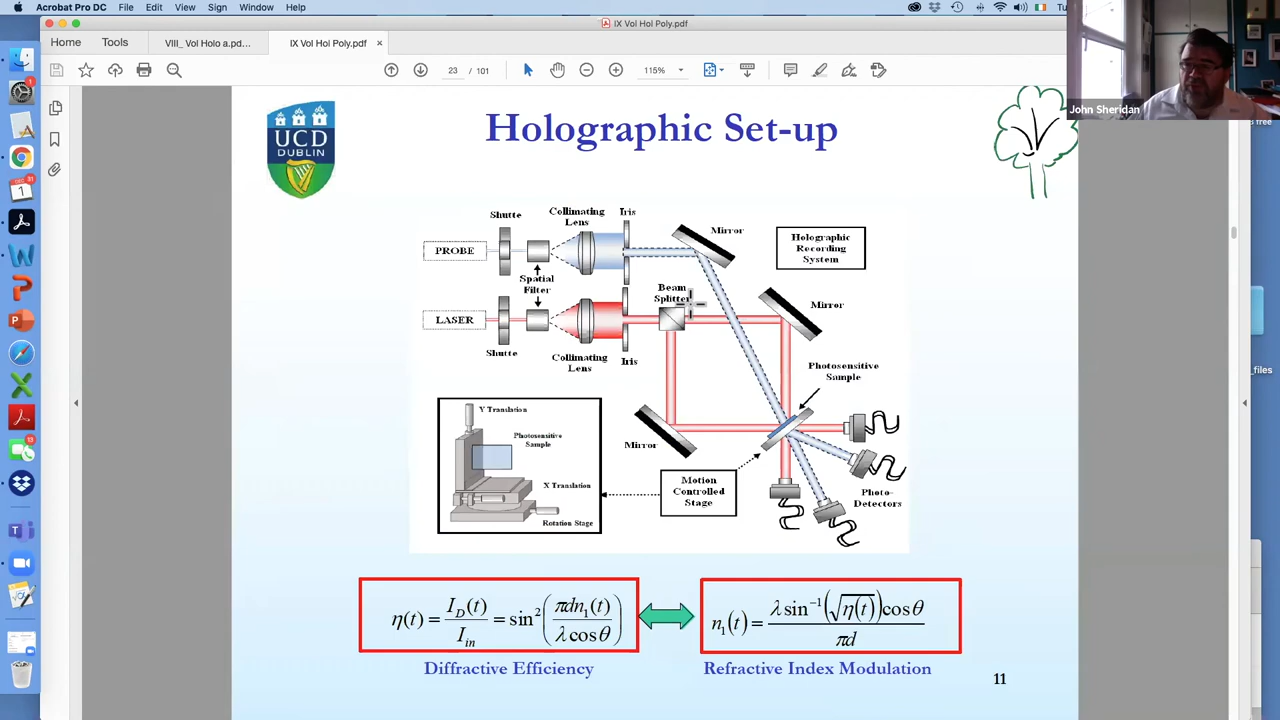 Acrobat Pro DC File Edit View Sign Window Help
IX Vol Hol Poly.pdf
Home Tools VIII_ Vol Holo a.pd... IX Vol Hol Poly.pdf ×
23 / 101 115%
John Sheridan
UCD
DUBLIN
Holographic Set-up
Shutte
Collimating
Lens
Iris
Mirror
Holographic
Recording
System
PROBE
Spatial
Filter
Beam
Splitter
Mirror
LASER
Shutte
Collimating
Lens
Iris
Photosensitive
Sample
Y Translation
Photosensitive
Sample
X Translation
Rotation Stage
Mirror
Motion
Controlled
Stage
Photo-
Detectors
η(t) = I_D(t) / I_in = sin²(πdn₁(t) / λcosθ)
n₁(t) = λ sin⁻¹(√η(t)) cosθ / πd
Diffractive Efficiency
Refractive Index Modulation
11
_files